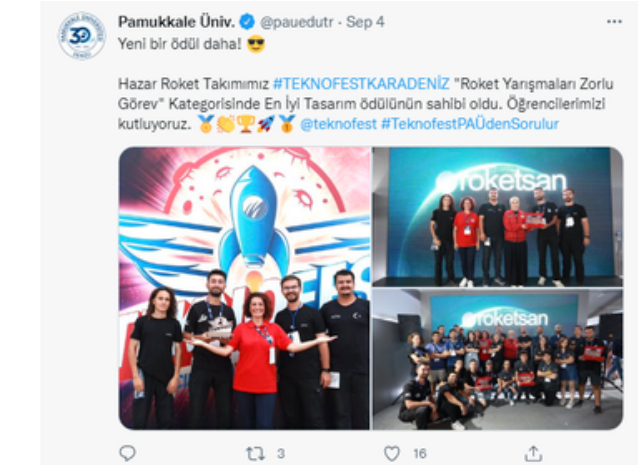 Pamukkale Üniv. @pauedutr · Sep 4
Yeni bir ödül daha! 😎
Hazar Roket Takımımız #TEKNOFESTKARADENİZ "Roket Yarışmaları Zorlu
Görev" Kategorisinde En İyi Tasarım ödülünün sahibi oldu. Öğrencilerimizi
kutluyoruz. 🏅👏🏆🚀🥇 @teknofest #TeknofestPAÜdenSorulur
roketsan
roketsan
3
16